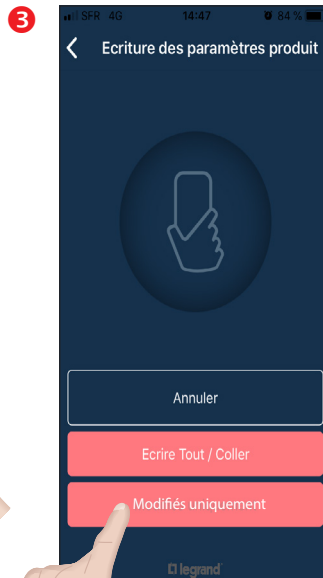 3
SFR 4G 14:47 84 %
Ecriture des paramètres produit
Annuler
Ecrire Tout / Coller
Modifiés uniquement
legrand